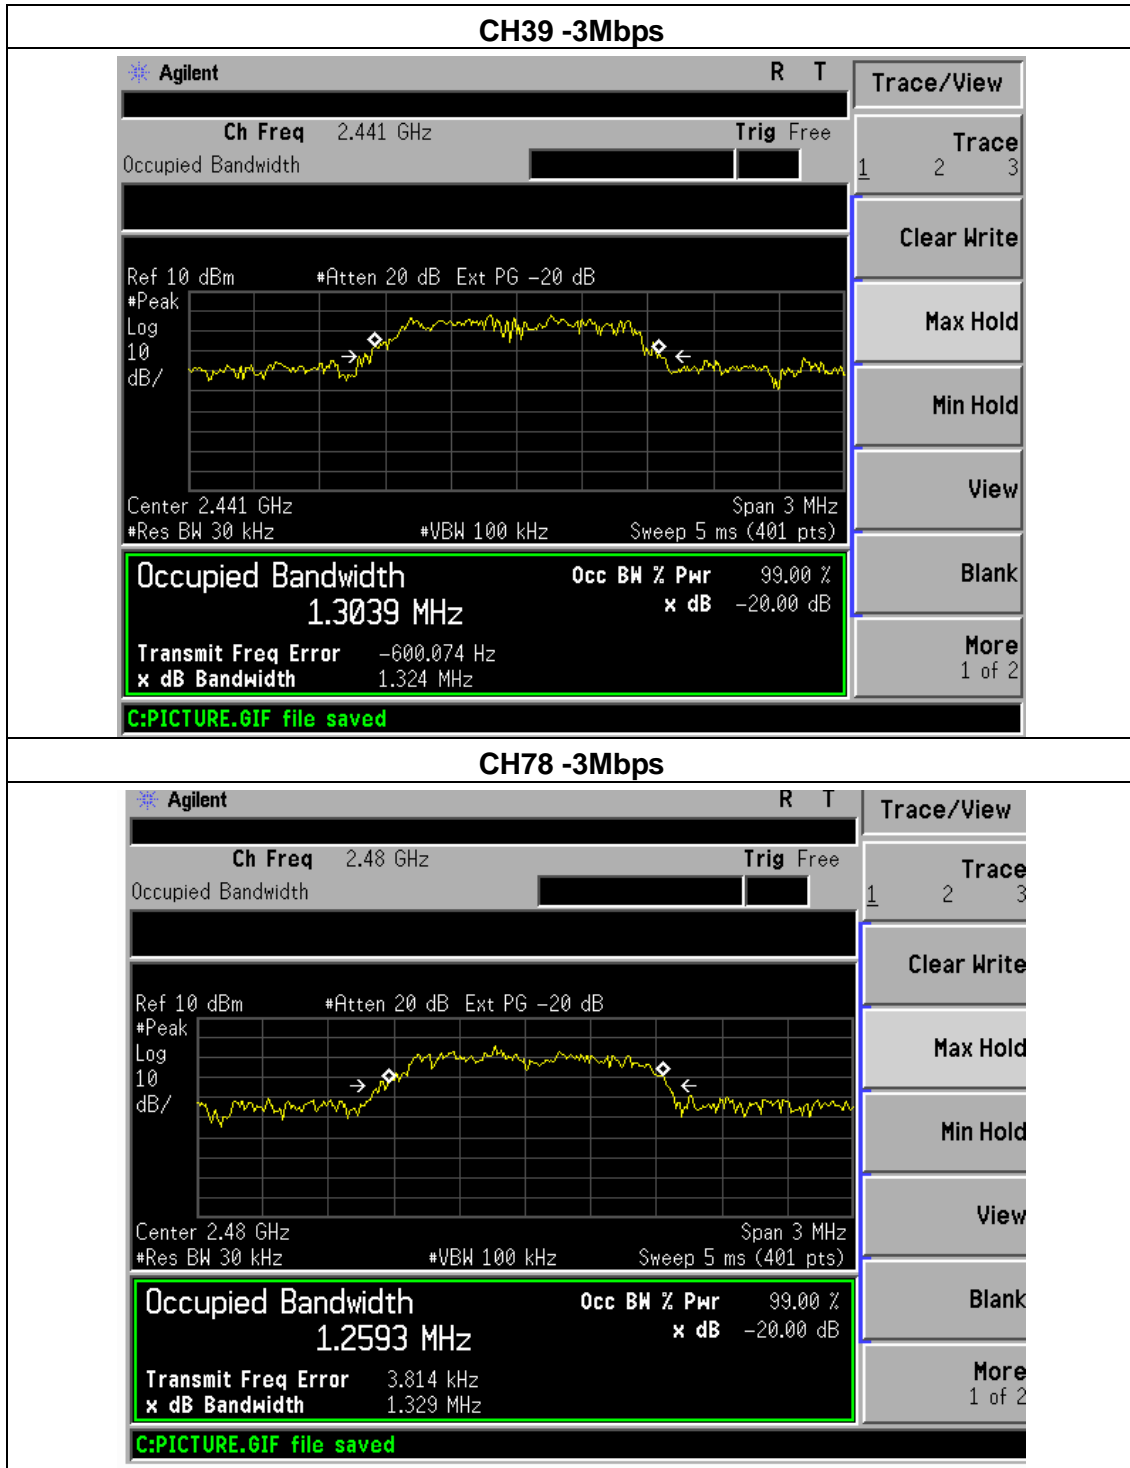 CH39 -3Mbps
Agilent R T Trace/View
Ch Freq 2.441 GHz Trig Free
Occupied Bandwidth
Trace
1 2 3
Clear Write
Ref 10 dBm #Atten 20 dB Ext PG -20 dB
#Peak
Log
10
dB/
Max Hold
Min Hold
View
Center 2.441 GHz Span 3 MHz
#Res BW 30 kHz #VBW 100 kHz Sweep 5 ms (401 pts)
Occupied Bandwidth Occ BW % Pwr 99.00 %
1.3039 MHz x dB -20.00 dB
Blank
Transmit Freq Error -600.074 Hz
x dB Bandwidth 1.324 MHz
More
1 of 2
C:PICTURE.GIF file saved
CH78 -3Mbps
Agilent R T Trace/View
Ch Freq 2.48 GHz Trig Free
Occupied Bandwidth
Trace
1 2 3
Clear Write
Ref 10 dBm #Atten 20 dB Ext PG -20 dB
#Peak
Log
10
dB/
Max Hold
Min Hold
View
Center 2.48 GHz Span 3 MHz
#Res BW 30 kHz #VBW 100 kHz Sweep 5 ms (401 pts)
Occupied Bandwidth Occ BW % Pwr 99.00 %
1.2593 MHz x dB -20.00 dB
Blank
Transmit Freq Error 3.814 kHz
x dB Bandwidth 1.329 MHz
More
1 of 2
C:PICTURE.GIF file saved